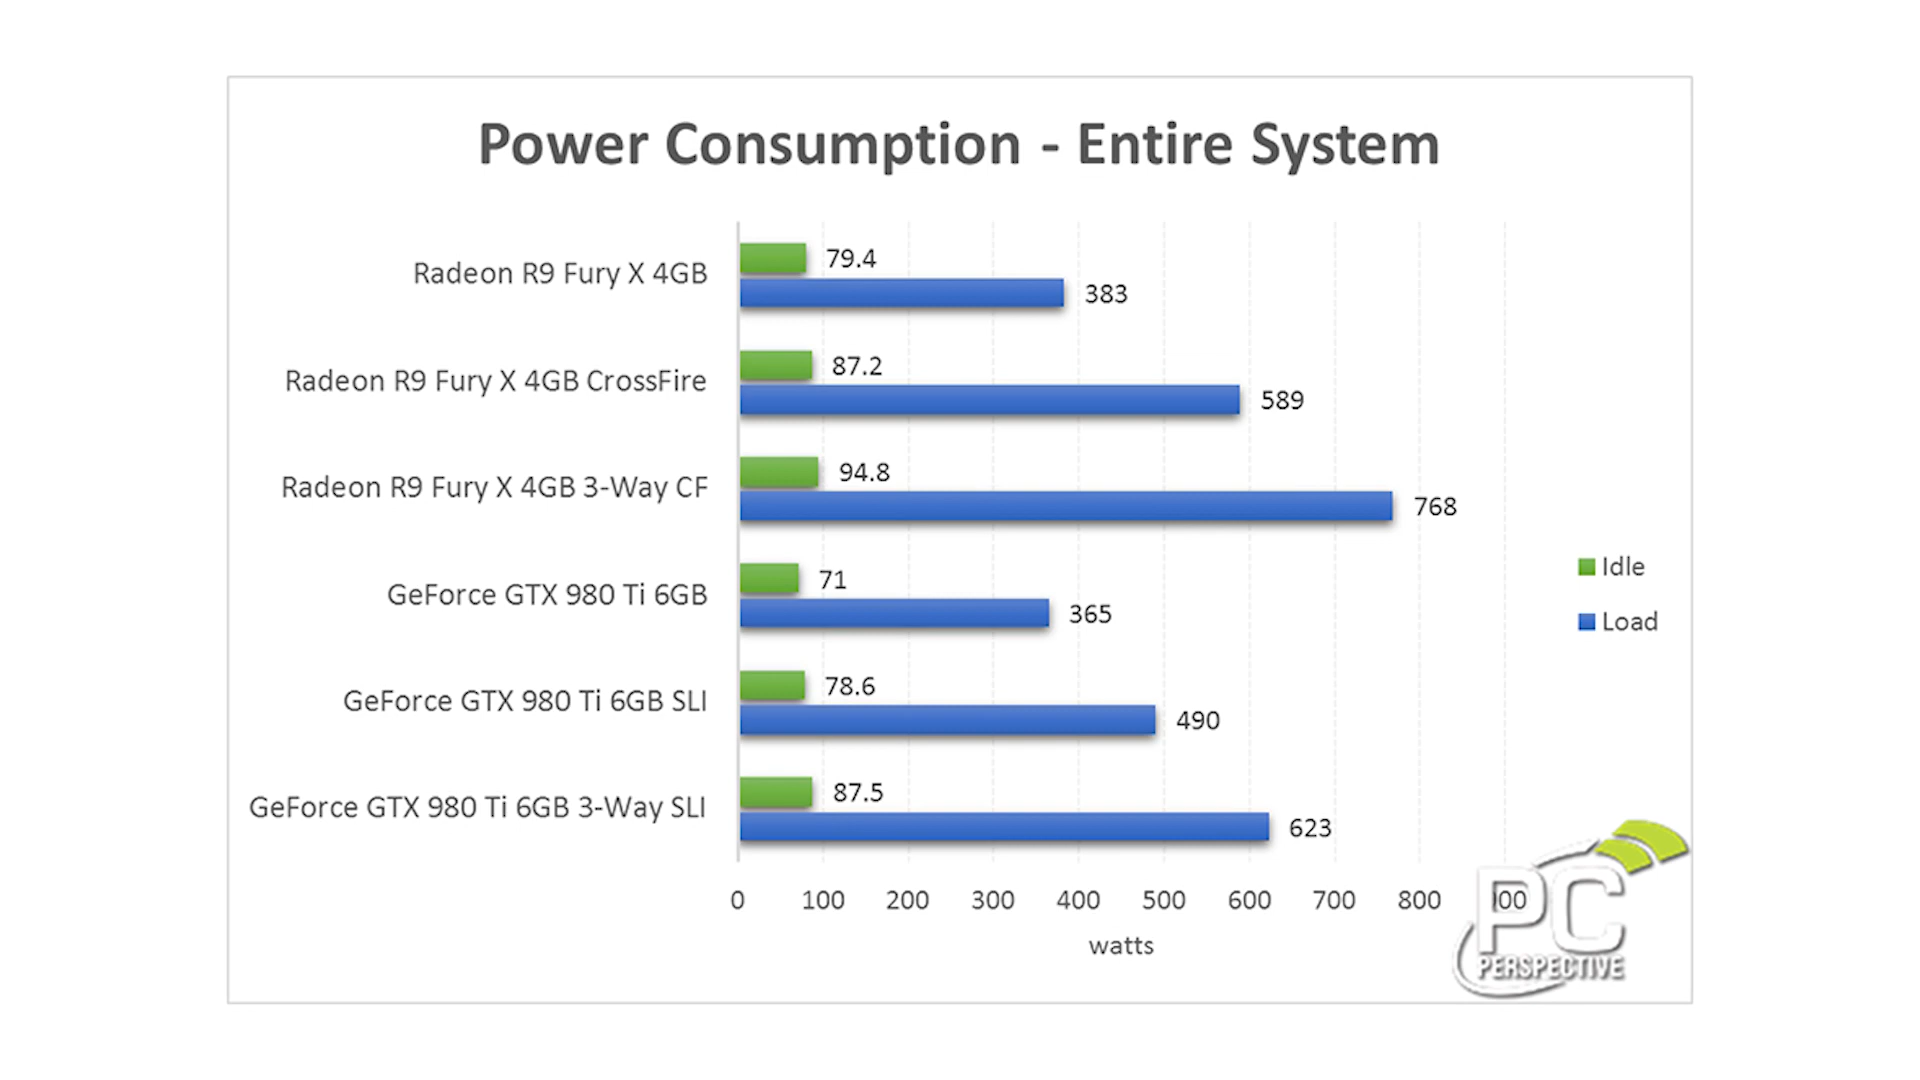 Power Consumption - Entire System
Radeon R9 Fury X 4GB
79.4
383
Radeon R9 Fury X 4GB CrossFire
87.2
589
Radeon R9 Fury X 4GB 3-Way CF
94.8
768
GeForce GTX 980 Ti 6GB
71
365
GeForce GTX 980 Ti 6GB SLI
78.6
490
GeForce GTX 980 Ti 6GB 3-Way SLI
87.5
623
Idle
Load
0 100 200 300 400 500 600 700 800
watts
PC
PERSPECTIVE